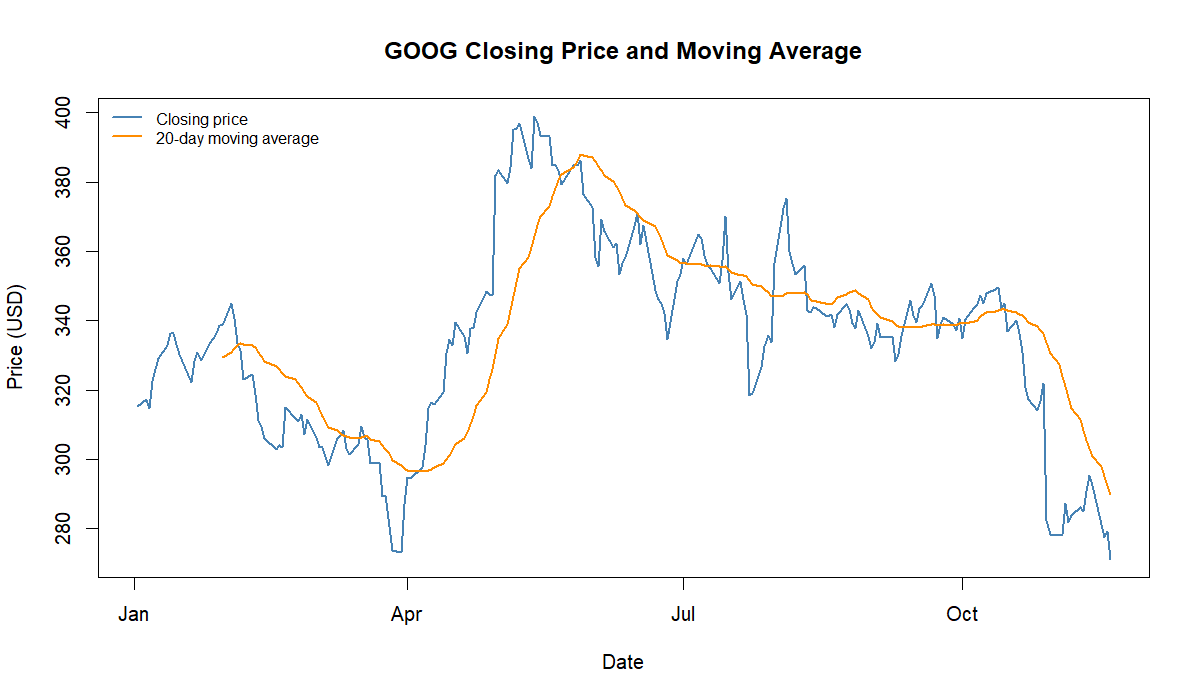 GOOG Closing Price and Moving Average
Closing price
20-day moving average
Price (USD)
400
380
360
340
320
300
280
Jan
Apr
Jul
Oct
Date